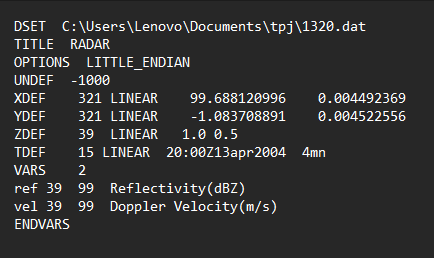 DSET C:\Users\Lenovo\Documents\tpj\1320.dat
TITLE RADAR
OPTIONS LITTLE_ENDIAN
UNDEF -1000
XDEF 321 LINEAR 99.688120996 0.004492369
YDEF 321 LINEAR -1.083708891 0.004522556
ZDEF 39 LINEAR 1.0 0.5
TDEF 15 LINEAR 20:00Z13apr2004 4mn
VARS 2
ref 39 99 Reflectivity(dBZ)
vel 39 99 Doppler Velocity(m/s)
ENDVARS